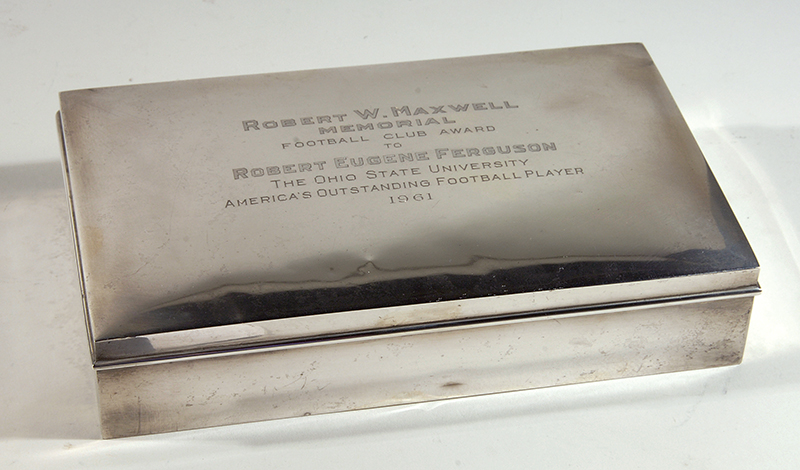 ROBERT W. MAXWELL
MEMORIAL
FOOTBALL CLUB AWARD
TO
ROBERT EUGENE FERGUSON
THE OHIO STATE UNIVERSITY
AMERICA'S OUTSTANDING FOOTBALL PLAYER
1961